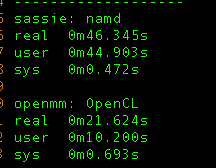 --------------------
sassie: namd
real 0m46.345s
user 0m44.903s
sys 0m0.472s
openmm: OpenCL
real 0m21.624s
user 0m10.200s
sys 0m0.693s